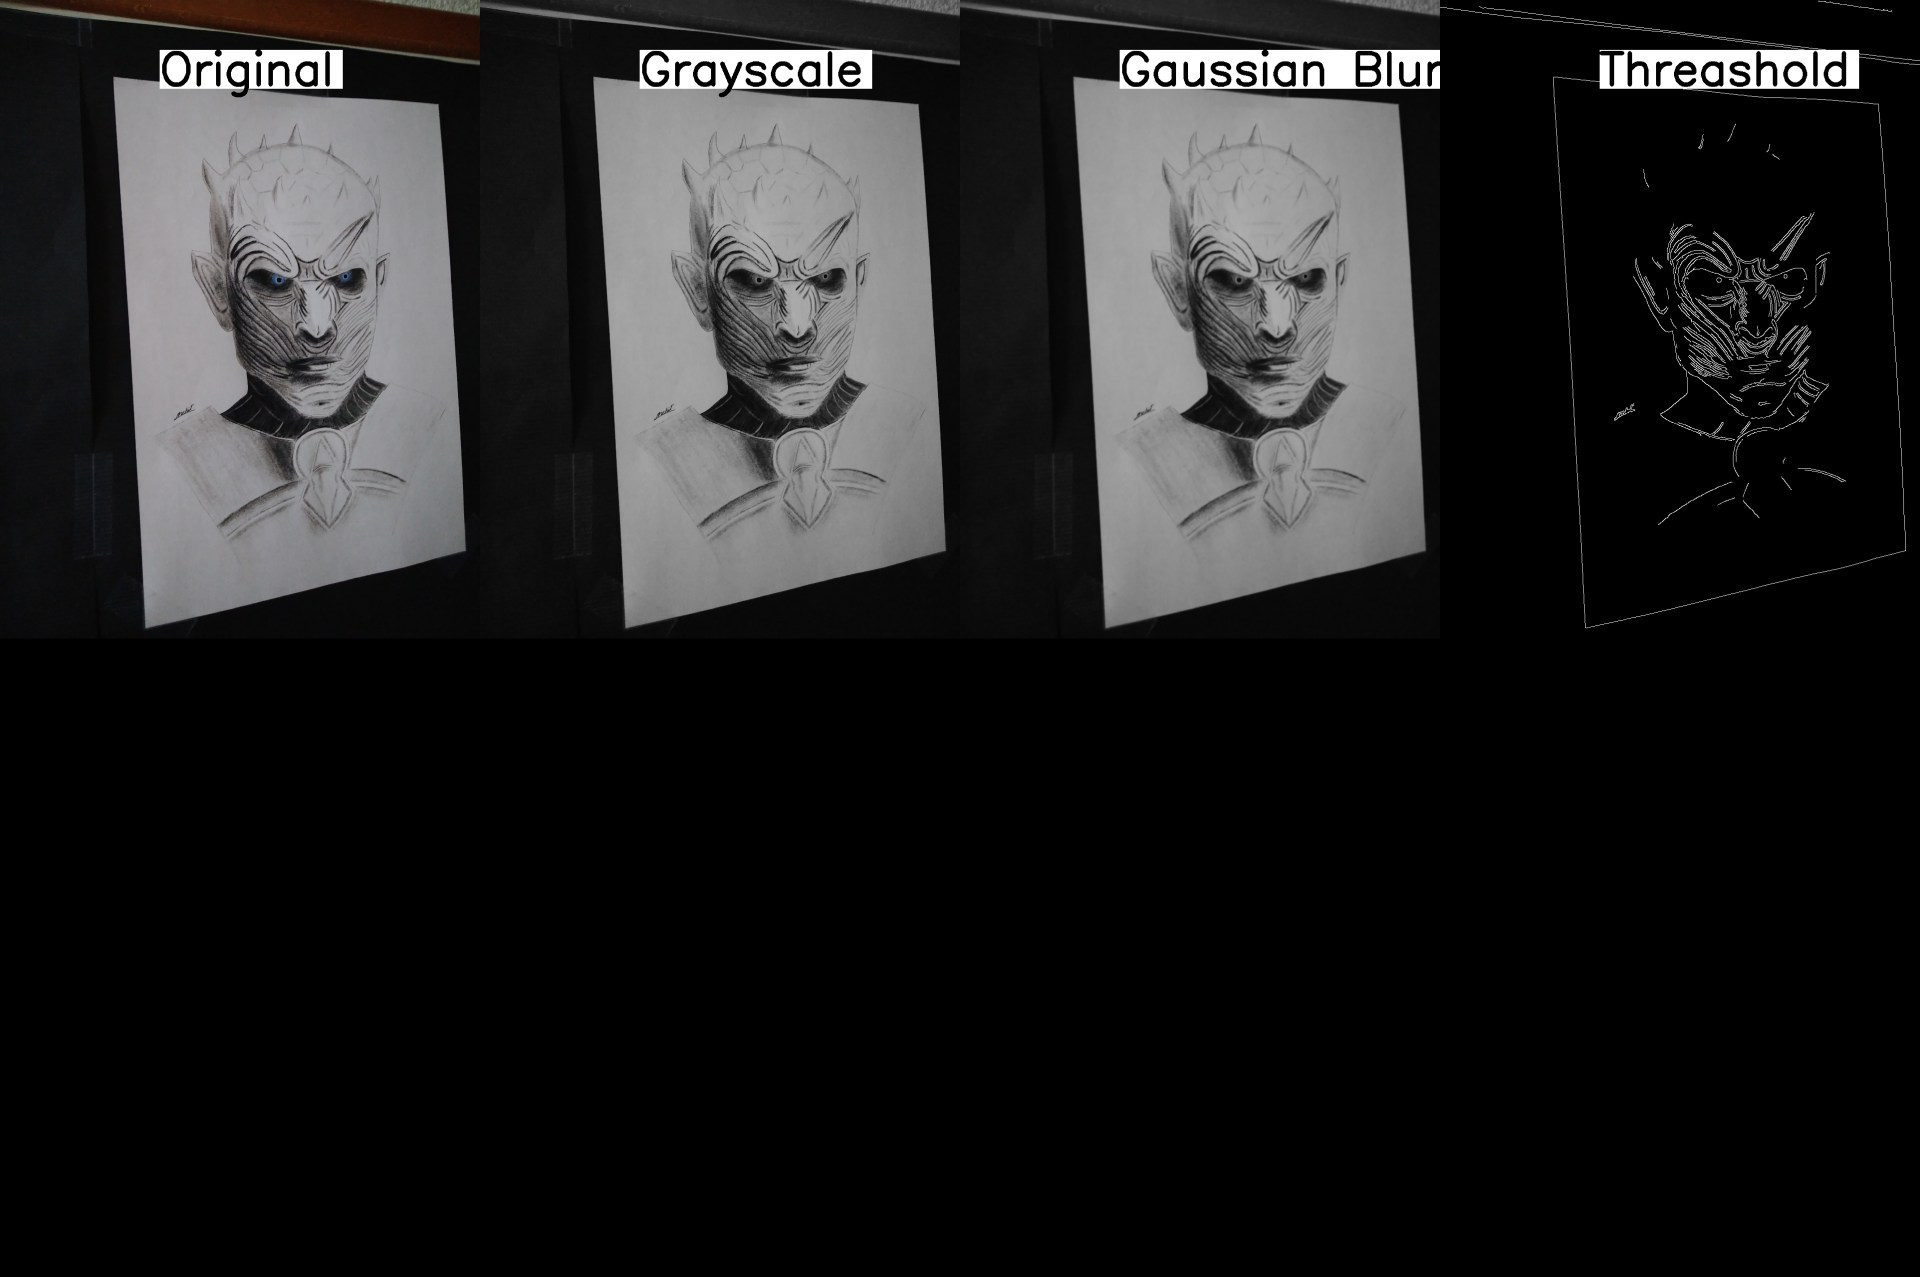 Original
Grayscale
Gaussian Blur
Threashold